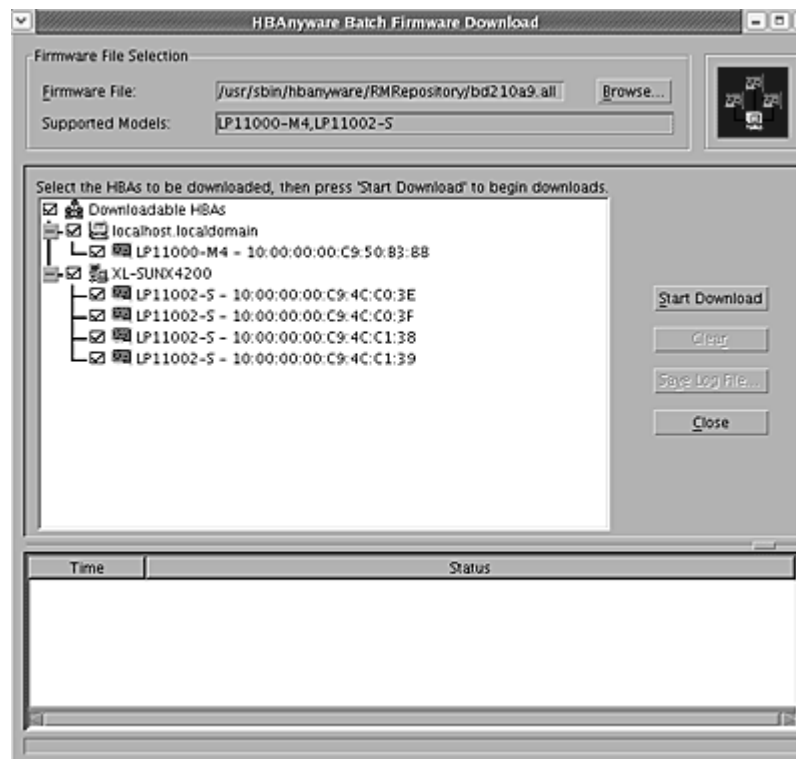 HBAnyware Batch Firmware Download
Firmware File Selection
Firmware File: /usr/sbin/hbanyware/RMRepository/bd210a9.all Browse...
Supported Models: LP11000-M4,LP11002-S
Select the HBAs to be downloaded, then press 'Start Download' to begin downloads.
Downloadable HBAs
localhost.localdomain
LP11000-M4 - 10:00:00:00:C9:50:B3:8B
XL-SUNX4200
LP11002-S - 10:00:00:00:C9:4C:C0:3E
LP11002-S - 10:00:00:00:C9:4C:C0:3F
LP11002-S - 10:00:00:00:C9:4C:C1:38
LP11002-S - 10:00:00:00:C9:4C:C1:39
Start Download
Clear
Save Log File...
Close
Time Status